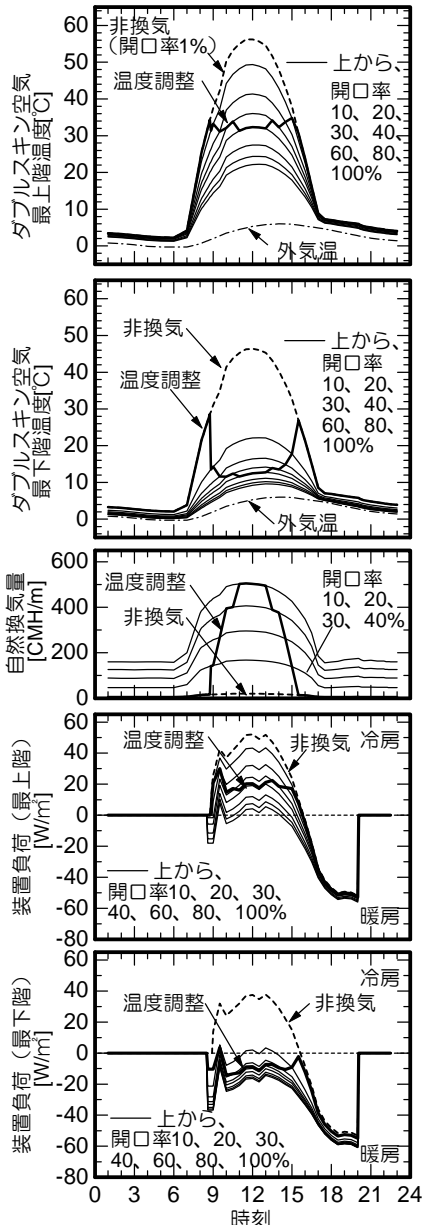 ダブルスキン空気
最上階温度[℃]
60
50
40
30
20
10
0
非換気
(開口率1%)
温度調整
上から、
開口率
10、20、
30、40、
60、80、
100%
外気温
ダブルスキン空気
最下階温度[℃]
60
50
40
30
20
10
0
非換気
温度調整
上から、
開口率
10、20、
30、40、
60、80、
100%
外気温
自然換気量
[CMH/m]
600
400
200
0
温度調整
非換気
開口率
10、20、
30、40%
装置負荷（最上階）
[W/㎡]
60
40
20
0
-20
-40
-60
-80
温度調整
非換気
冷房
上から、
開口率10、20、30、
40、60、80、100%
暖房
装置負荷（最下階）
[W/㎡]
60
40
20
0
-20
-40
-60
-80
温度調整
非換気
冷房
上から、
開口率10、20、30、
40、60、80、100%
暖房
0 3 6 9 12 15 18 21 24
時刻